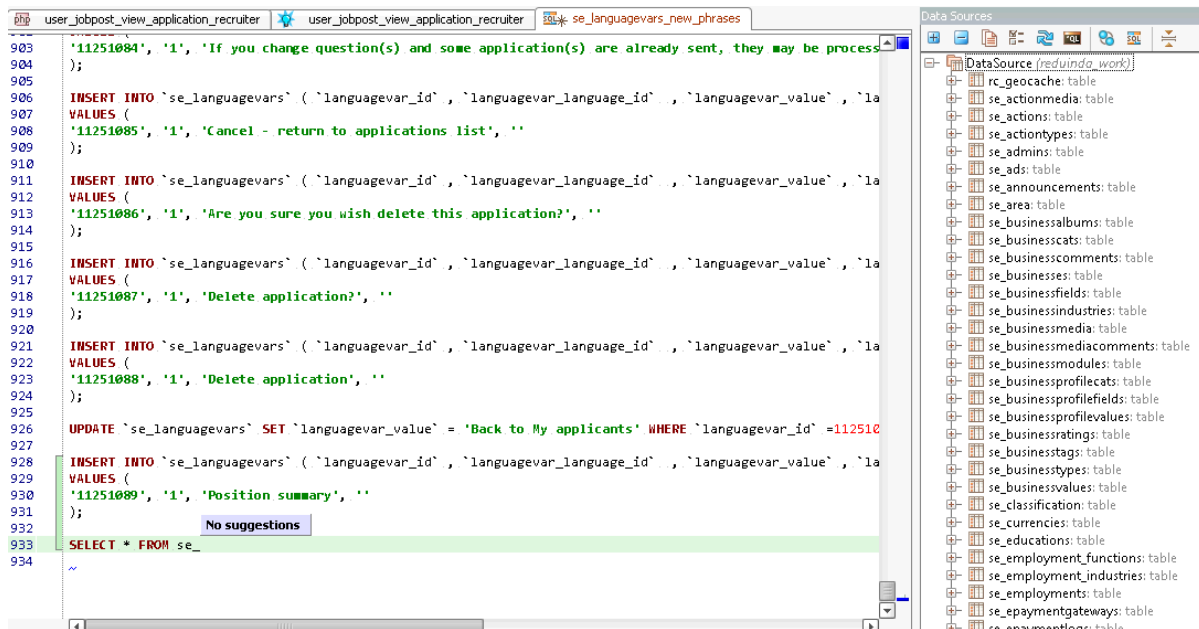 php user_jobpost_view_application_recruiter
user_jobpost_view_application_recruiter
SQL se_languagevars_new_phrases
903 '11251084', '1', 'If you change question(s) and some application(s) are already sent, they may be process
904 );
905
906 INSERT INTO `se_languagevars` ( `languagevar_id` , `languagevar_language_id` , `languagevar_value` , `la
907 VALUES (
908 '11251085', '1', 'Cancel - return to applications list', ''
909 );
910
911 INSERT INTO `se_languagevars` ( `languagevar_id` , `languagevar_language_id` , `languagevar_value` , `la
912 VALUES (
913 '11251086', '1', 'Are you sure you wish delete this application?', ''
914 );
915
916 INSERT INTO `se_languagevars` ( `languagevar_id` , `languagevar_language_id` , `languagevar_value` , `la
917 VALUES (
918 '11251087', '1', 'Delete application?', ''
919 );
920
921 INSERT INTO `se_languagevars` ( `languagevar_id` , `languagevar_language_id` , `languagevar_value` , `la
922 VALUES (
923 '11251088', '1', 'Delete application', ''
924 );
925
926 UPDATE `se_languagevars` SET `languagevar_value` = 'Back to My applicants' WHERE `languagevar_id` =112510
927
928 INSERT INTO `se_languagevars` ( `languagevar_id` , `languagevar_language_id` , `languagevar_value` , `la
929 VALUES (
930 '11251089', '1', 'Position summary', ''
931 );
932 No suggestions
933 SELECT * FROM se_
934
Data Sources
SQL SQL
DataSource (reduinda_work)
rc_geocache: table
se_actionmedia: table
se_actions: table
se_actiontypes: table
se_admins: table
se_ads: table
se_announcements: table
se_area: table
se_businessalbums: table
se_businesscats: table
se_businesscomments: table
se_businesses: table
se_businessfields: table
se_businessindustries: table
se_businessmedia: table
se_businessmediacomments: table
se_businessmodules: table
se_businessprofilecats: table
se_businessprofilefields: table
se_businessprofilevalues: table
se_businessratings: table
se_businesstags: table
se_businesstypes: table
se_businessvalues: table
se_classification: table
se_currencies: table
se_educations: table
se_employment_functions: table
se_employment_industries: table
se_employments: table
se_epaymentgateways: table
se_epaymentlogs: table